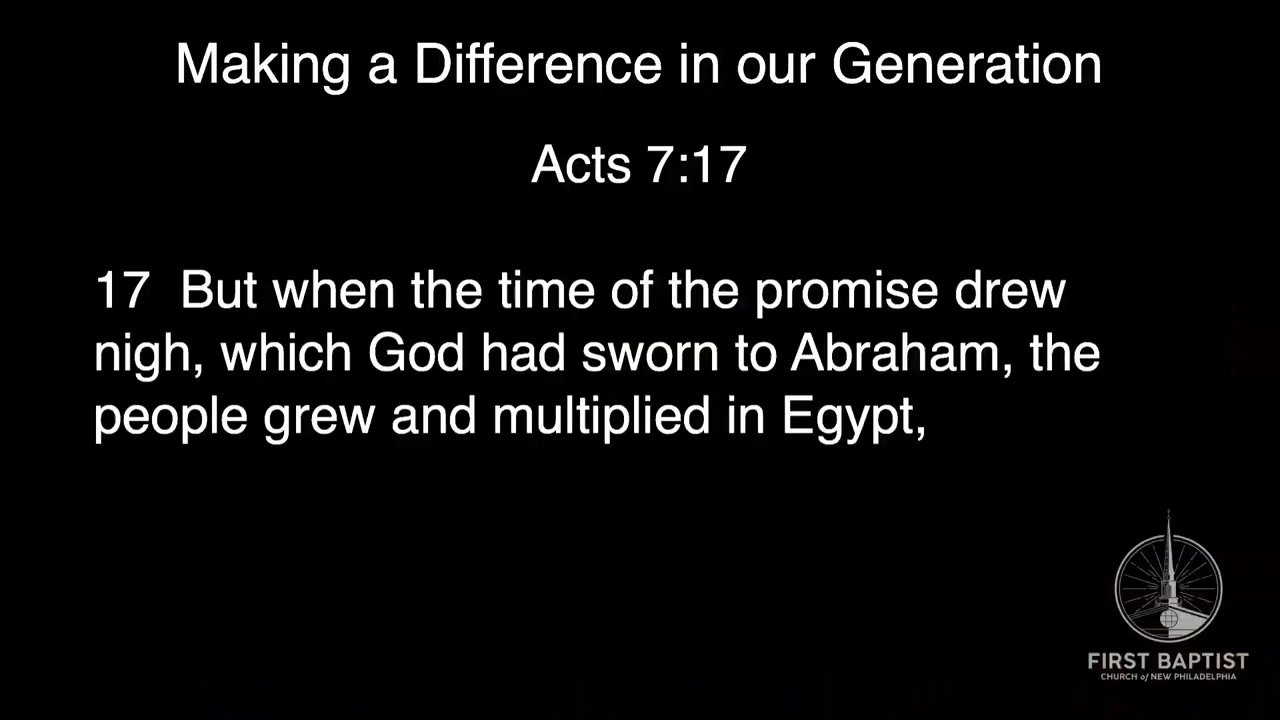 Making a Difference in our Generation
Acts 7:17
17 But when the time of the promise drew
nigh, which God had sworn to Abraham, the
people grew and multiplied in Egypt,
FIRST BAPTIST
CHURCH of NEW PHILADELPHIA